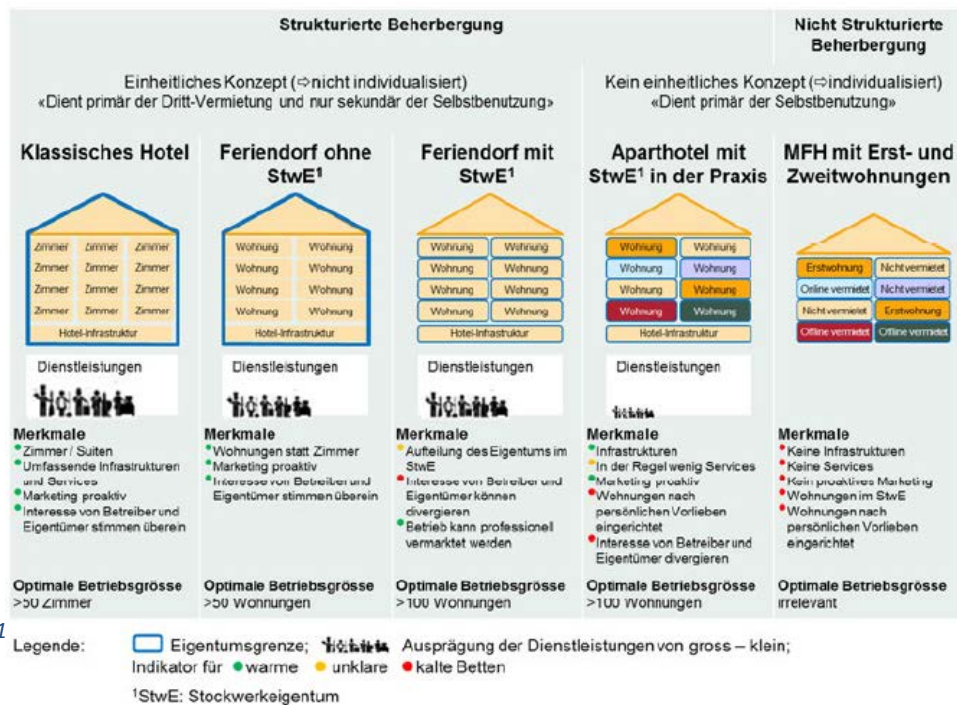 Strukturierte Beherbergung
Nicht Strukturierte
Beherbergung
Einheitliches Konzept (⇨nicht individualisiert)
«Dient primär der Dritt-Vermietung und nur sekundär der Selbstbenutzung»
Kein einheitliches Konzept (⇨individualisiert)
«Dient primär der Selbstbenutzung»
Klassisches Hotel
Zimmer Zimmer Zimmer
Zimmer Zimmer Zimmer
Zimmer Zimmer Zimmer
Zimmer Zimmer Zimmer
Hotel-Infrastruktur
Dienstleistungen
Merkmale
Zimmer / Suiten
Umfassende Infrastrukturen
und Services
Marketing proaktiv
Interesse von Betreiber und
Eigentümer stimmen überein
Optimale Betriebsgrösse
>50 Zimmer
Feriendorf ohne
StwE¹
Wohnung Wohnung
Wohnung Wohnung
Wohnung Wohnung
Wohnung Wohnung
Hotel-Infrastruktur
Dienstleistungen
Merkmale
Wohnungen statt Zimmer
Marketing proaktiv
Interesse von Betreiber und
Eigentümer stimmen überein
Optimale Betriebsgrösse
>50 Wohnungen
Feriendorf mit
StwE¹
Wohnung Wohnung
Wohnung Wohnung
Wohnung Wohnung
Wohnung Wohnung
Hotel-Infrastruktur
Dienstleistungen
Merkmale
Aufteilung des Eigentums im
StwE
Interesse von Betreiber und
Eigentümer können
divergieren
Betrieb kann professionell
vermarktet werden
Optimale Betriebsgrösse
>100 Wohnungen
Aparthotel mit
StwE¹ in der Praxis
Wohnung Wohnung
Wohnung Wohnung
Wohnung Wohnung
Wohnung Wohnung
Hotel-Infrastruktur
Dienstleistungen
Merkmale
Infrastrukturen
In der Regel wenig Services
Marketing proaktiv
Wohnungen nach
persönlichen Vorlieben
eingerichtet
Interesse von Betreiber und
Eigentümer divergieren
Optimale Betriebsgrösse
>100 Wohnungen
MFH mit Erst- und
Zweitwohnungen
Erstwohnung Nicht vermietet
Online vermietet Nicht vermietet
Nicht vermietet Erstwohnung
Offline vermietet Offline vermietet
Merkmale
Keine Infrastrukturen
Keine Services
Kein proaktives Marketing
Wohnungen im StwE
Wohnungen nach
persönlichen Vorlieben
eingerichtet
Optimale Betriebsgrösse
irrelevant
1
Legende: Eigentumsgrenze; Ausprägung der Dienstleistungen von gross – klein;
Indikator für warme unklare kalte Betten
¹StwE: Stockwerkeigentum